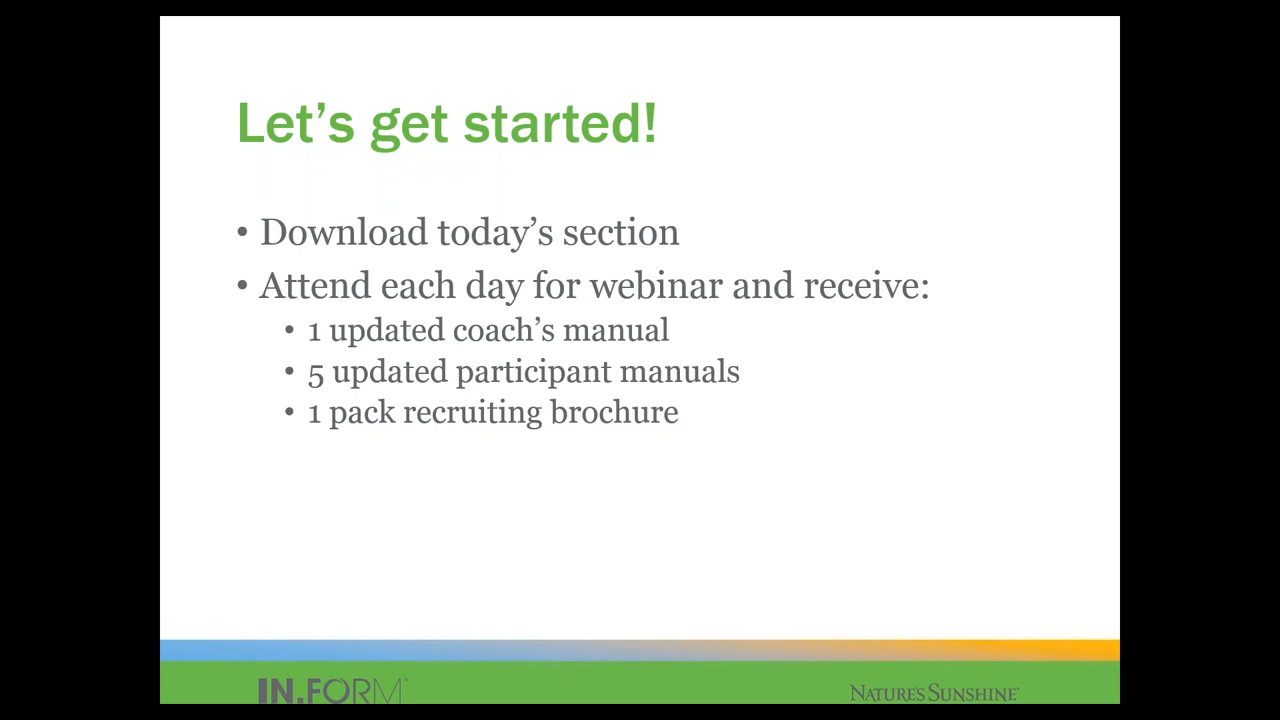 Let's get started!
• Download today's section
• Attend each day for webinar and receive:
• 1 updated coach's manual
• 5 updated participant manuals
• 1 pack recruiting brochure
IN.FORM
NATURE'S SUNSHINE